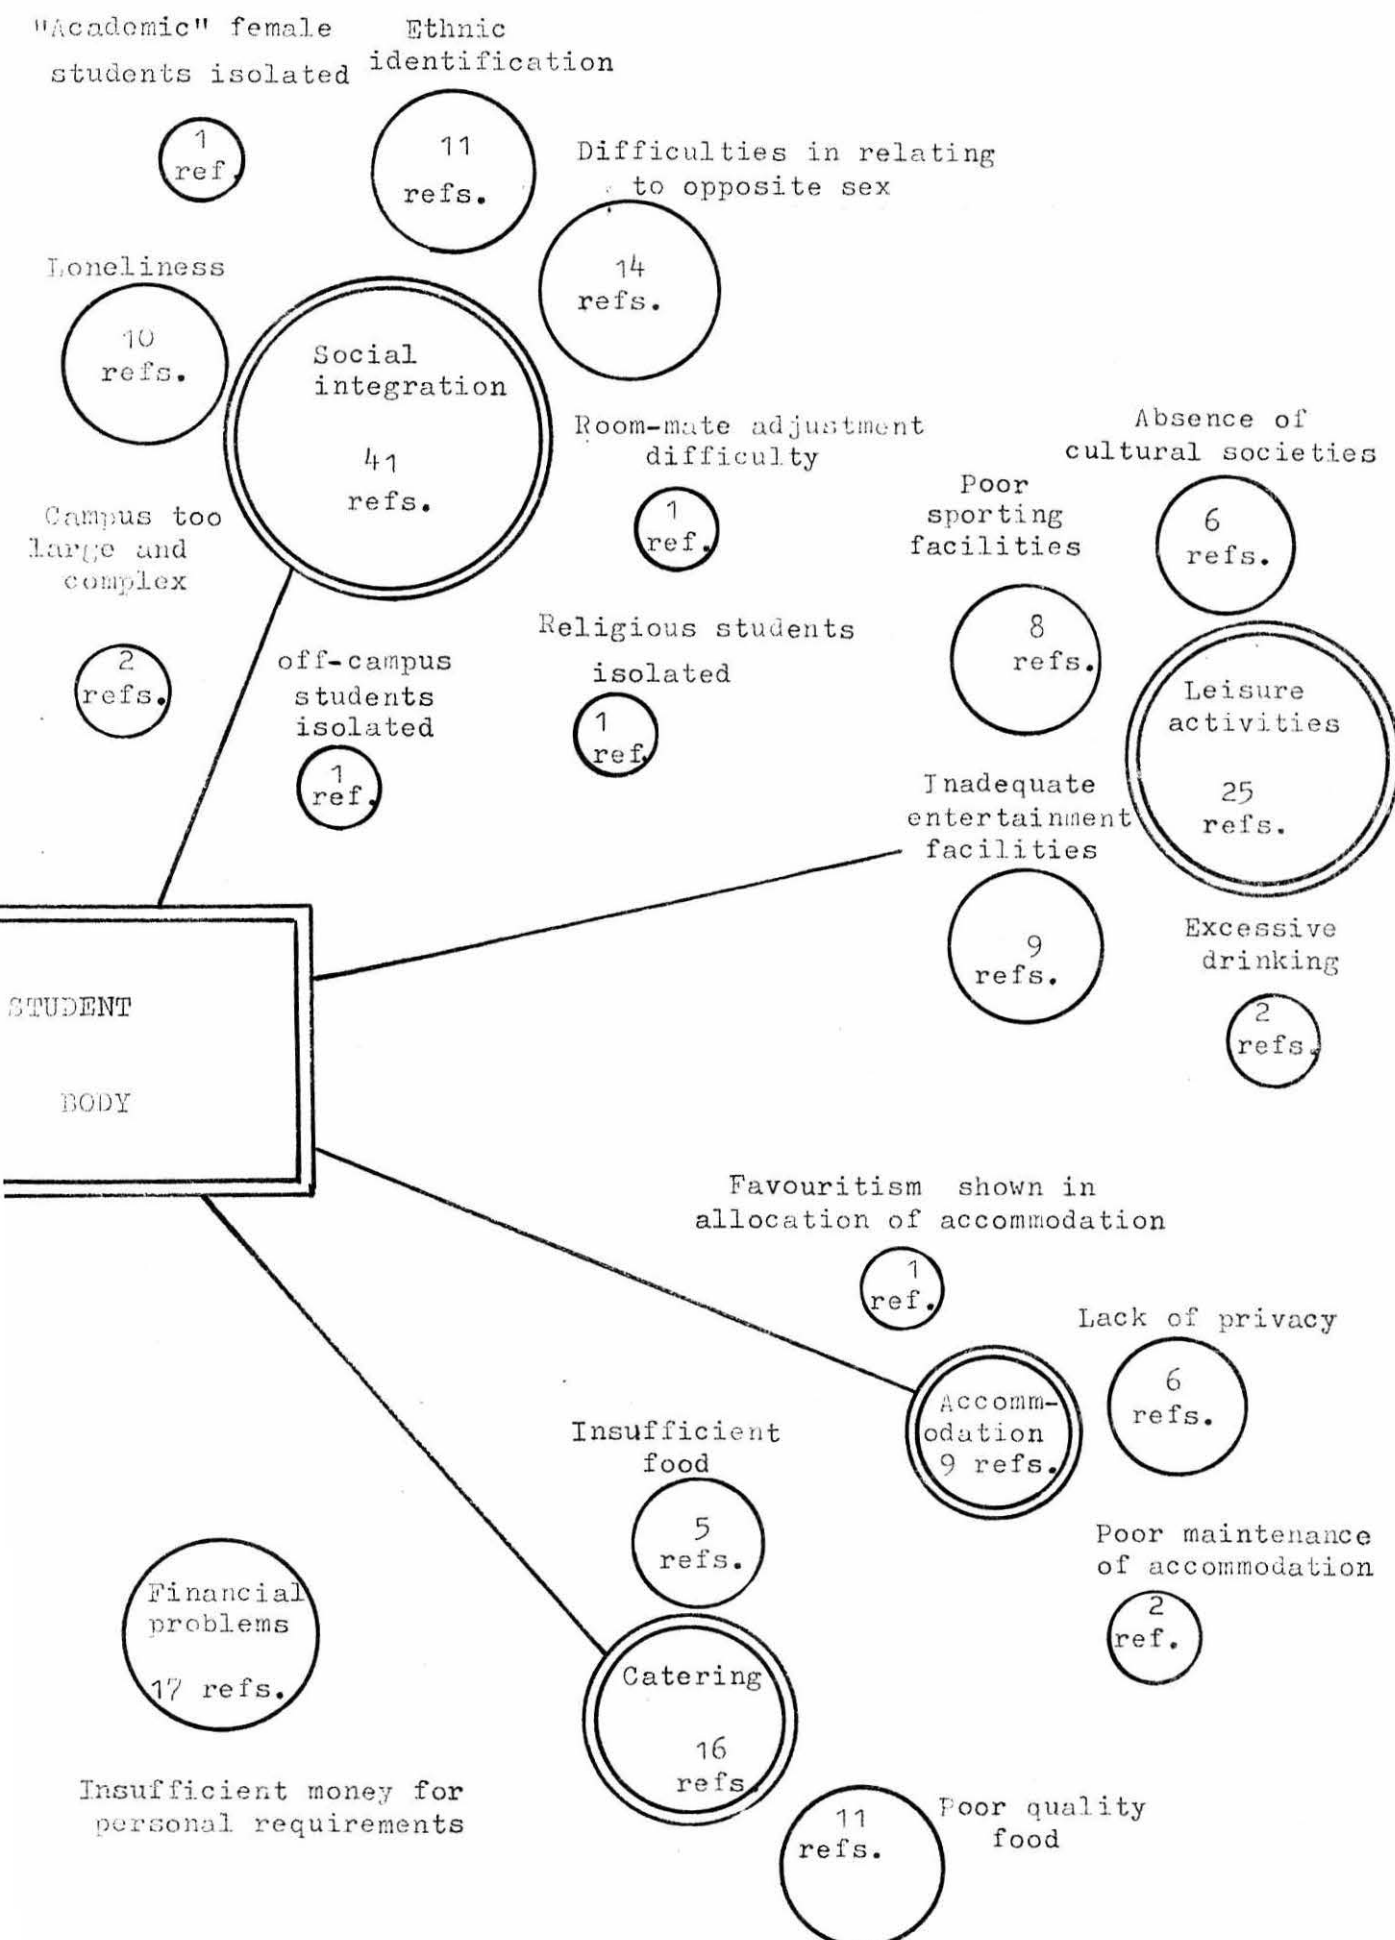 "Academic" female
students isolated
1
ref.
Ethnic
identification
11
refs.
Difficulties in relating
to opposite sex
14
refs.
Loneliness
10
refs.
Social
integration
41
refs.
Room-mate adjustment
difficulty
1
ref.
Campus too
large and
complex
2
refs.
off-campus
students
isolated
1
ref.
Religious students
isolated
1
ref.
Absence of
cultural societies
6
refs.
Poor
sporting
facilities
8
refs.
Leisure
activities
25
refs.
Inadequate
entertainment
facilities
9
refs.
Excessive
drinking
2
refs.
STUDENT
BODY
Favouritism shown in
allocation of accommodation
1
ref.
Lack of privacy
6
refs.
Accomm-
odation
9 refs.
Poor maintenance
of accommodation
2
ref.
Insufficient
food
5
refs.
Catering
16
refs.
Poor quality
food
11
refs.
Financial
problems
17 refs.
Insufficient money for
personal requirements